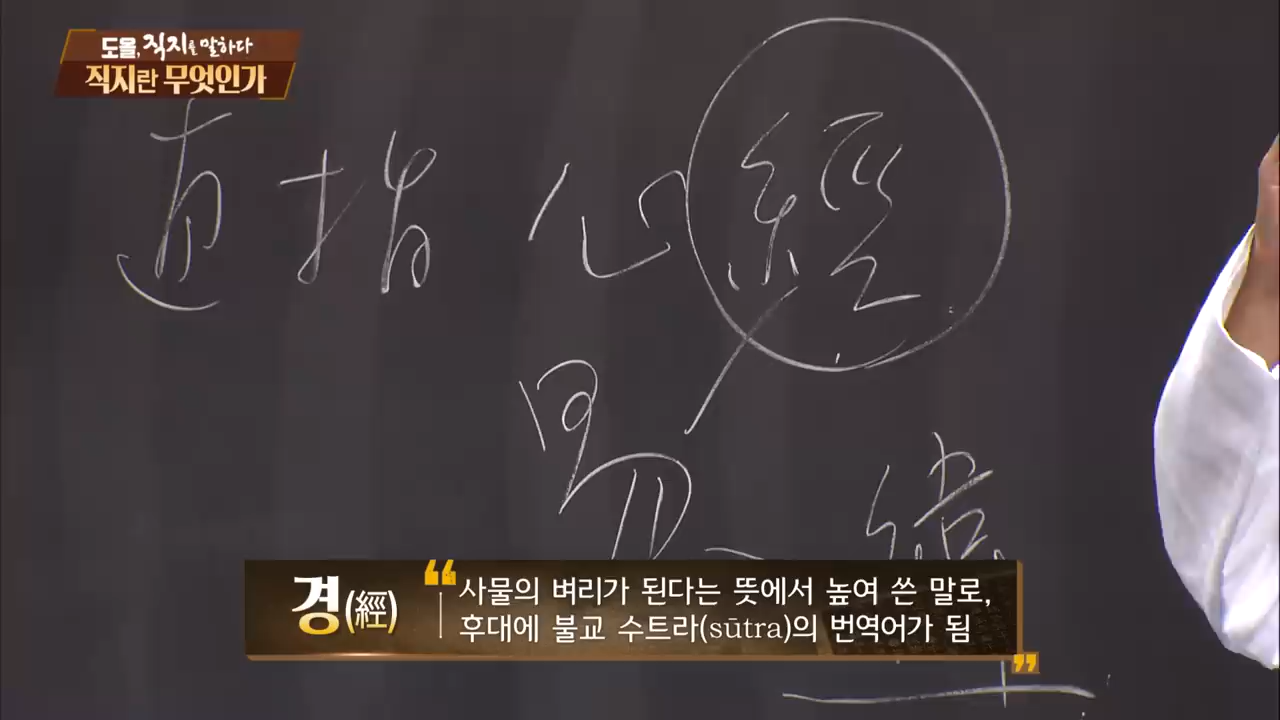 도올, 직지를 말하다
직지란 무엇인가
直指心經
易 緯
경(經)
“사물의 벼리가 된다는 뜻에서 높여 쓴 말로,
후대에 불교 수트라(sūtra)의 번역어가 됨”